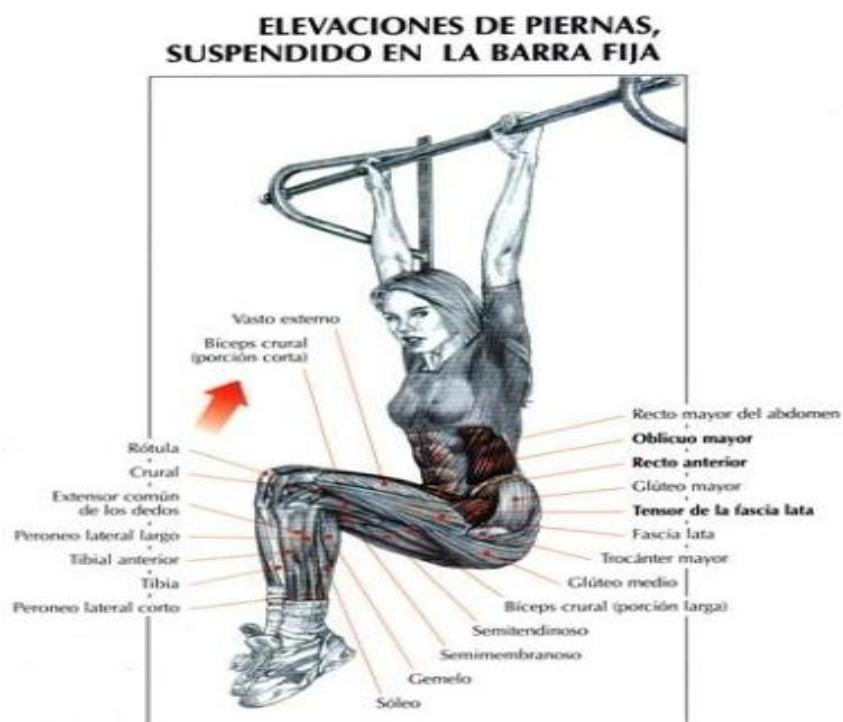 ELEVACIONES DE PIERNAS,
SUSPENDIDO EN LA BARRA FIJA
Vasto externo
Bíceps crural
(porción corta)
Rótula
Crural
Extensor común
de los dedos
Peroneo lateral largo
Tibial anterior
Tibia
Peroneo lateral corto
Recto mayor del abdomen
Oblicuo mayor
Recto anterior
Glúteo mayor
Tensor de la fascia lata
Fascia lata
Trocánter mayor
Glúteo medio
Bíceps crural (porción larga)
Semitendinoso
Semimembranoso
Gemelo
Sóleo